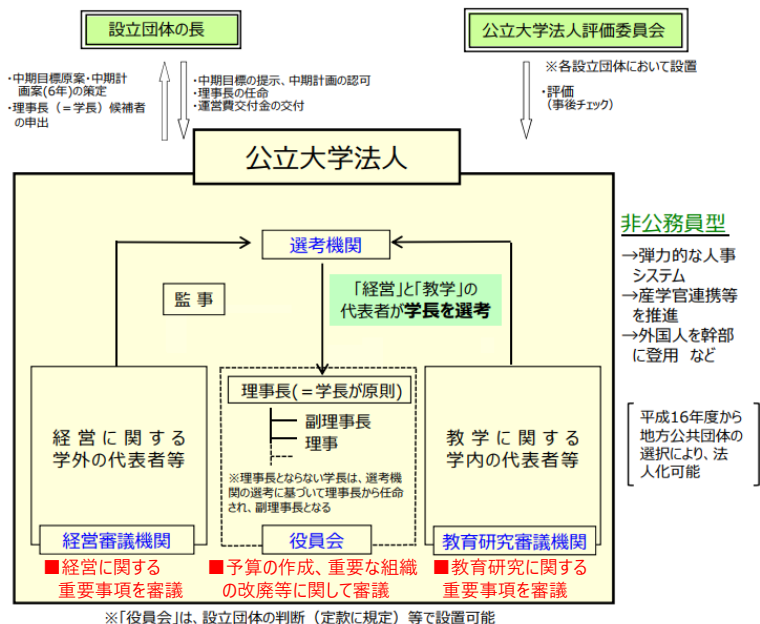 設立団体の長
公立大学法人評価委員会
・中期目標原案・中期計
画案(6年)の策定
・理事長（＝学長）候補者
の申出
・中期目標の提示、中期計画の認可
・理事長の任命
・運営費交付金の交付
※各設立団体において設置
・評価
（事後チェック）
公立大学法人
選考機関
監 事
「経営」と「教学」の
代表者が学長を選考
非公務員型
→弾力的な人事
システム
→産学官連携等
を推進
→外国人を幹部
に登用 など
経 営 に 関 す る
学外の代表者等
経営審議機関
理事長(＝学長が原則)
副理事長
理事
※理事長とならない学長は、選考機
関の選考に基づいて理事長から任命
され、副理事長となる
役員会
教 学 に 関 す る
学内の代表者等
教育研究審議機関
平成16年度から
地方公共団体の
選択により、法
人化可能
■経営に関する
重要事項を審議
■予算の作成、重要な組織
の改廃等に関して審議
■教育研究に関する
重要事項を審議
※「役員会」は、設立団体の判断（定款に規定）等で設置可能